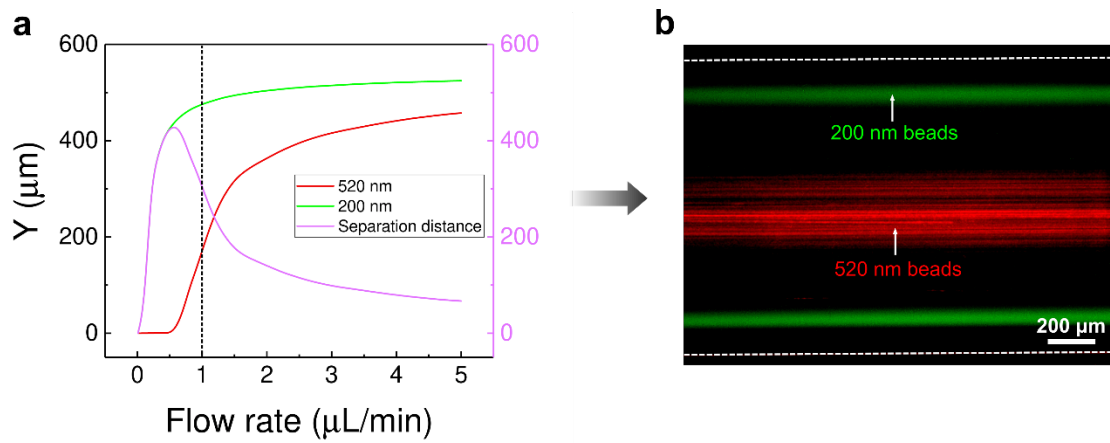 a
600
400
200
0
Y (μm)
520 nm
200 nm
Separation distance
600
400
200
0
0 1 2 3 4 5
Flow rate (μL/min)
b
200 nm beads
520 nm beads
200 μm